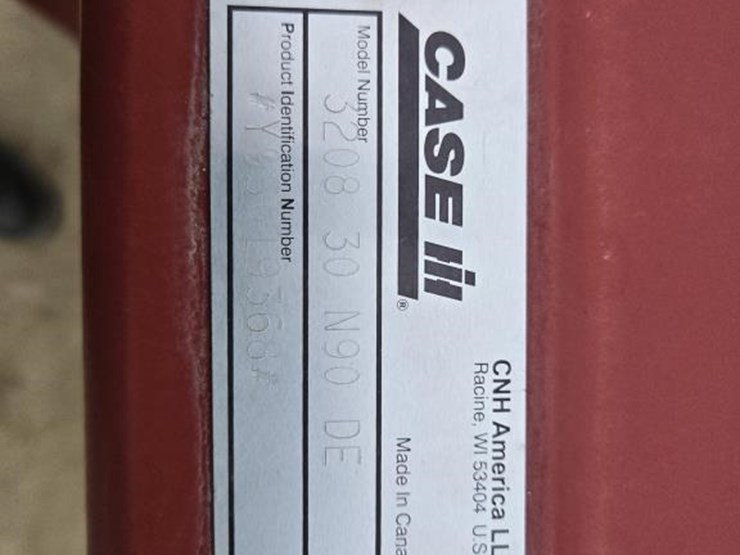 CASE IH®
CNH America LL
Racine, WI 53404 U.S
Made In Cana
Model Number
3208 30 N90 DE
Product Identification Number